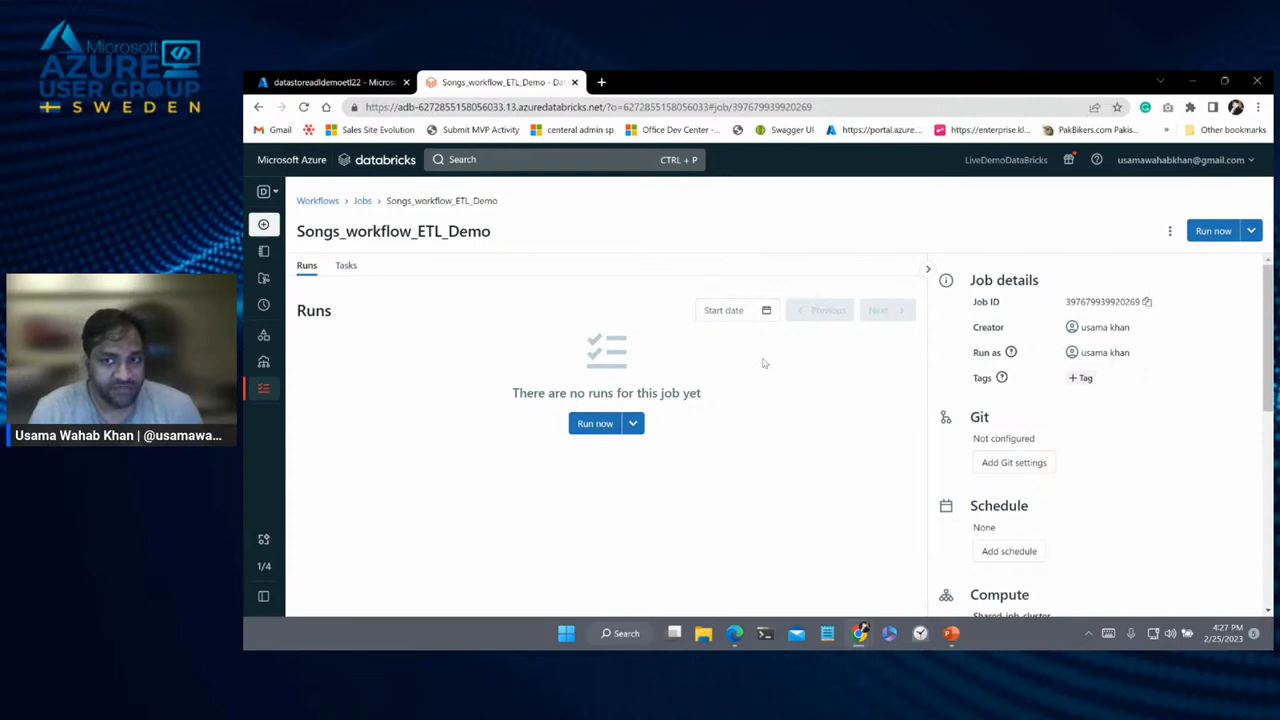 Microsoft
AZURE
USER GROUP
SWEDEN
datastoreadldemoetl22 - Micros
Songs_workflow_ETL_Demo - Da
https://adb-6272855158056033.13.azuredatabricks.net/?o=6272855158056033#job/397679939920269
Gmail
Sales Site Evolution
Submit MVP Activity
centeral admin sp
Office Dev Center -...
Swagger UI
https://portal.azure...
https://enterprise.kl...
PakBikers.com Pakis...
»
Other bookmarks
Microsoft Azure
databricks
Search
CTRL + P
LiveDemoDataBricks
usamawahabkhan@gmail.com
D
Workflows > Jobs > Songs_workflow_ETL_Demo
Songs_workflow_ETL_Demo
Run now
Runs
Tasks
Runs
Start date
Previous
Next
There are no runs for this job yet
Run now
Job details
Job ID
397679939920269
Creator
usama khan
Run as
usama khan
Tags
+ Tag
Git
Not configured
Add Git settings
Schedule
None
Add schedule
Compute
Shared_job_cluster
1/4
Usama Wahab Khan | @usamawa...
Search
4:27 PM
2/25/2023
5